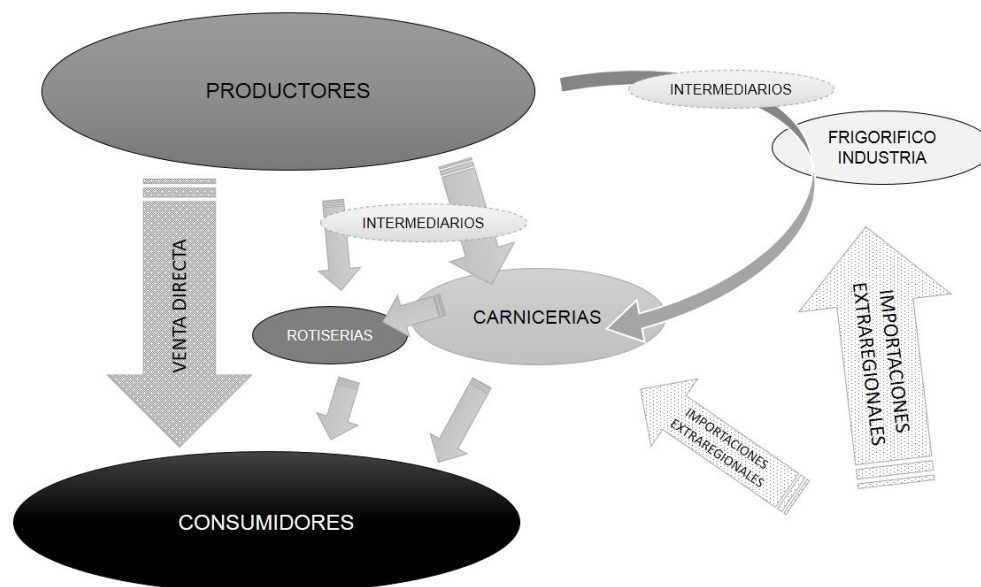 PRODUCTORES
INTERMEDIARIOS
FRIGORIFICO
INDUSTRIA
INTERMEDIARIOS
VENTA DIRECTA
ROTISERIAS
CARNICERIAS
IMPORTACIONES
EXTRAREGIONALES
IMPORTACIONES
EXTRAREGIONALES
CONSUMIDORES